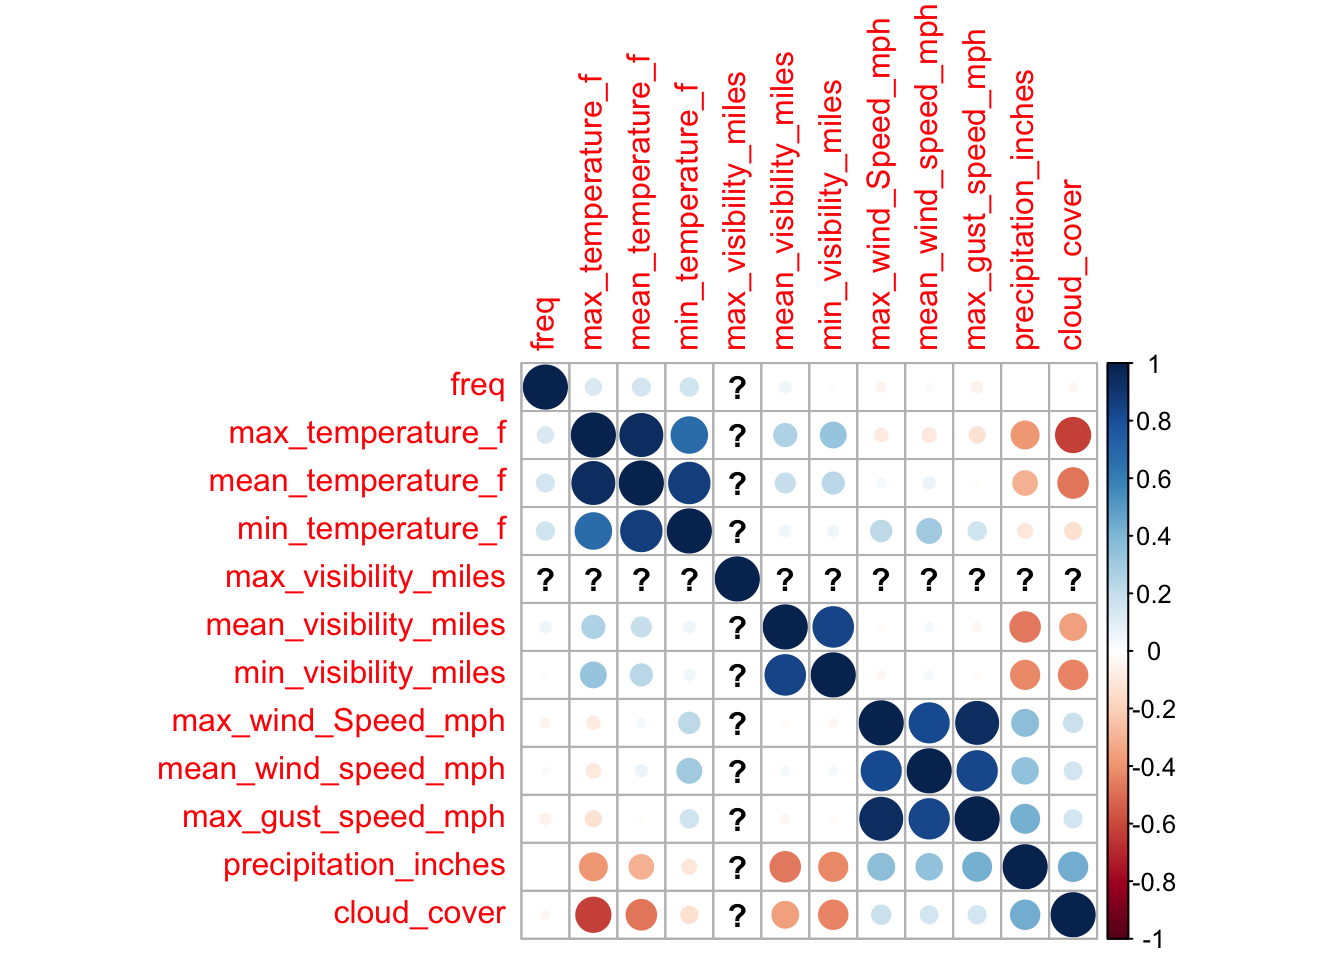 freq
max_temperature_f
mean_temperature_f
min_temperature_f
max_visibility_miles
mean_visibility_miles
min_visibility_miles
max_wind_Speed_mph
mean_wind_speed_mph
max_gust_speed_mph
precipitation_inches
cloud_cover
1
freq ?
0.8
max_temperature_f ?
mean_temperature_f ?
0.6
min_temperature_f ?
0.4
max_visibility_miles ? ? ? ? ? ? ? ? ? ? ?
0.2
mean_visibility_miles ?
0
min_visibility_miles ?
-0.2
max_wind_Speed_mph ?
mean_wind_speed_mph ?
-0.4
max_gust_speed_mph ?
-0.6
precipitation_inches ?
-0.8
cloud_cover ?
-1